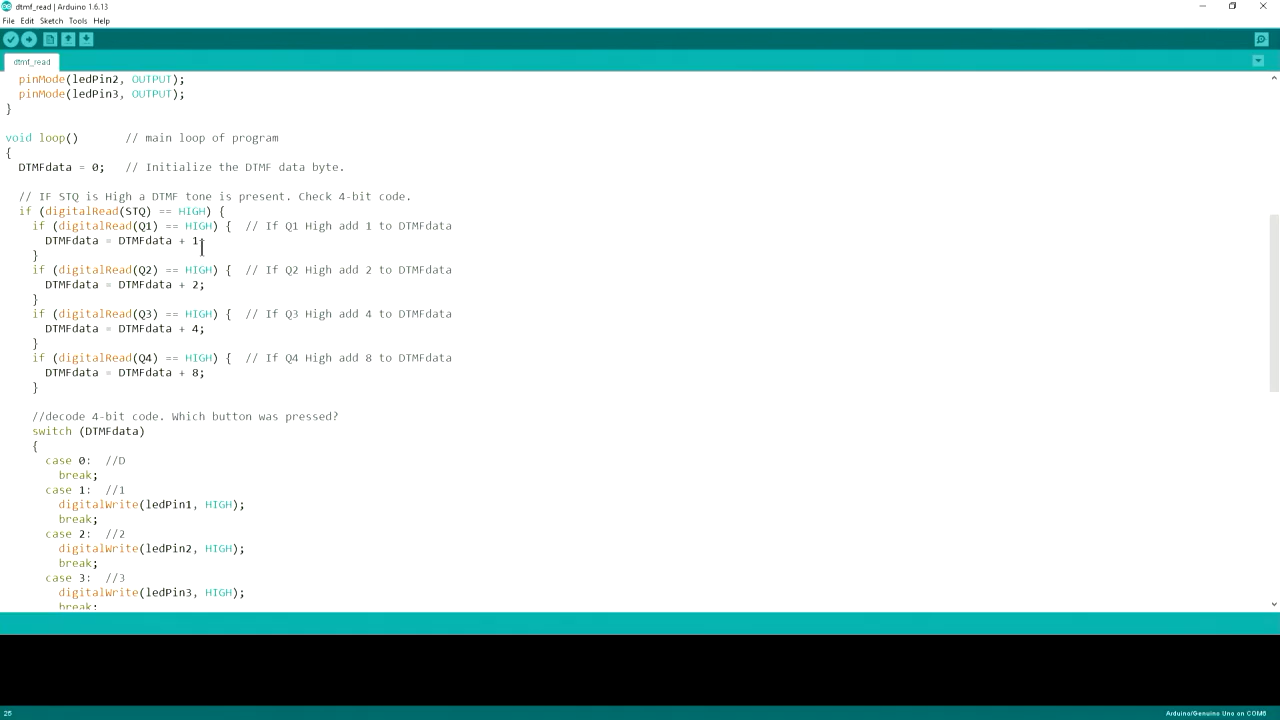 dtmf_read | Arduino 1.6.13
File Edit Sketch Tools Help
dtmf_read
pinMode(ledPin2, OUTPUT);
pinMode(ledPin3, OUTPUT);
}
void loop() // main loop of program
{
DTMFdata = 0; // Initialize the DTMF data byte.
// IF STQ is High a DTMF tone is present. Check 4-bit code.
if (digitalRead(STQ) == HIGH) {
if (digitalRead(Q1) == HIGH) { // If Q1 High add 1 to DTMFdata
DTMFdata = DTMFdata + 1;
}
if (digitalRead(Q2) == HIGH) { // If Q2 High add 2 to DTMFdata
DTMFdata = DTMFdata + 2;
}
if (digitalRead(Q3) == HIGH) { // If Q3 High add 4 to DTMFdata
DTMFdata = DTMFdata + 4;
}
if (digitalRead(Q4) == HIGH) { // If Q4 High add 8 to DTMFdata
DTMFdata = DTMFdata + 8;
}
//decode 4-bit code. Which button was pressed?
switch (DTMFdata)
{
case 0: //D
break;
case 1: //1
digitalWrite(ledPin1, HIGH);
break;
case 2: //2
digitalWrite(ledPin2, HIGH);
break;
case 3: //3
digitalWrite(ledPin3, HIGH);
break;
25
Arduino/Genuino Uno on COM6